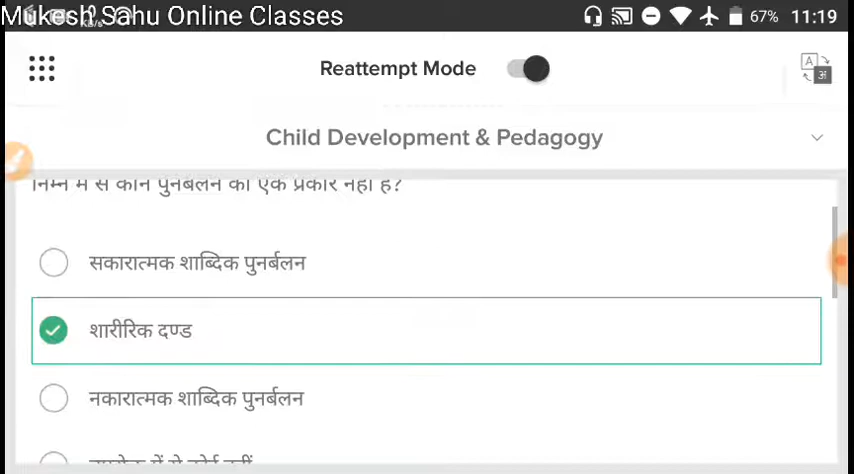 Mukesh Sahu Online Classes
67% 11:19
Reattempt Mode
Child Development & Pedagogy
निम्न में से कौन पुनर्बलन का एक प्रकार नहीं है?
सकारात्मक शाब्दिक पुनर्बलन
शारीरिक दण्ड
नकारात्मक शाब्दिक पुनर्बलन